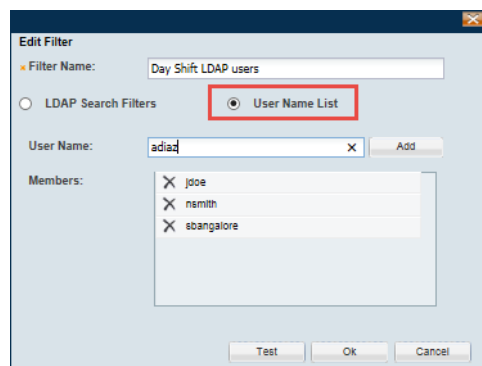 Edit Filter
* Filter Name: Day Shift LDAP users
LDAP Search Filters User Name List
User Name: adiaz Add
Members:
jdoe
nsmith
sbangalore
Test Ok Cancel